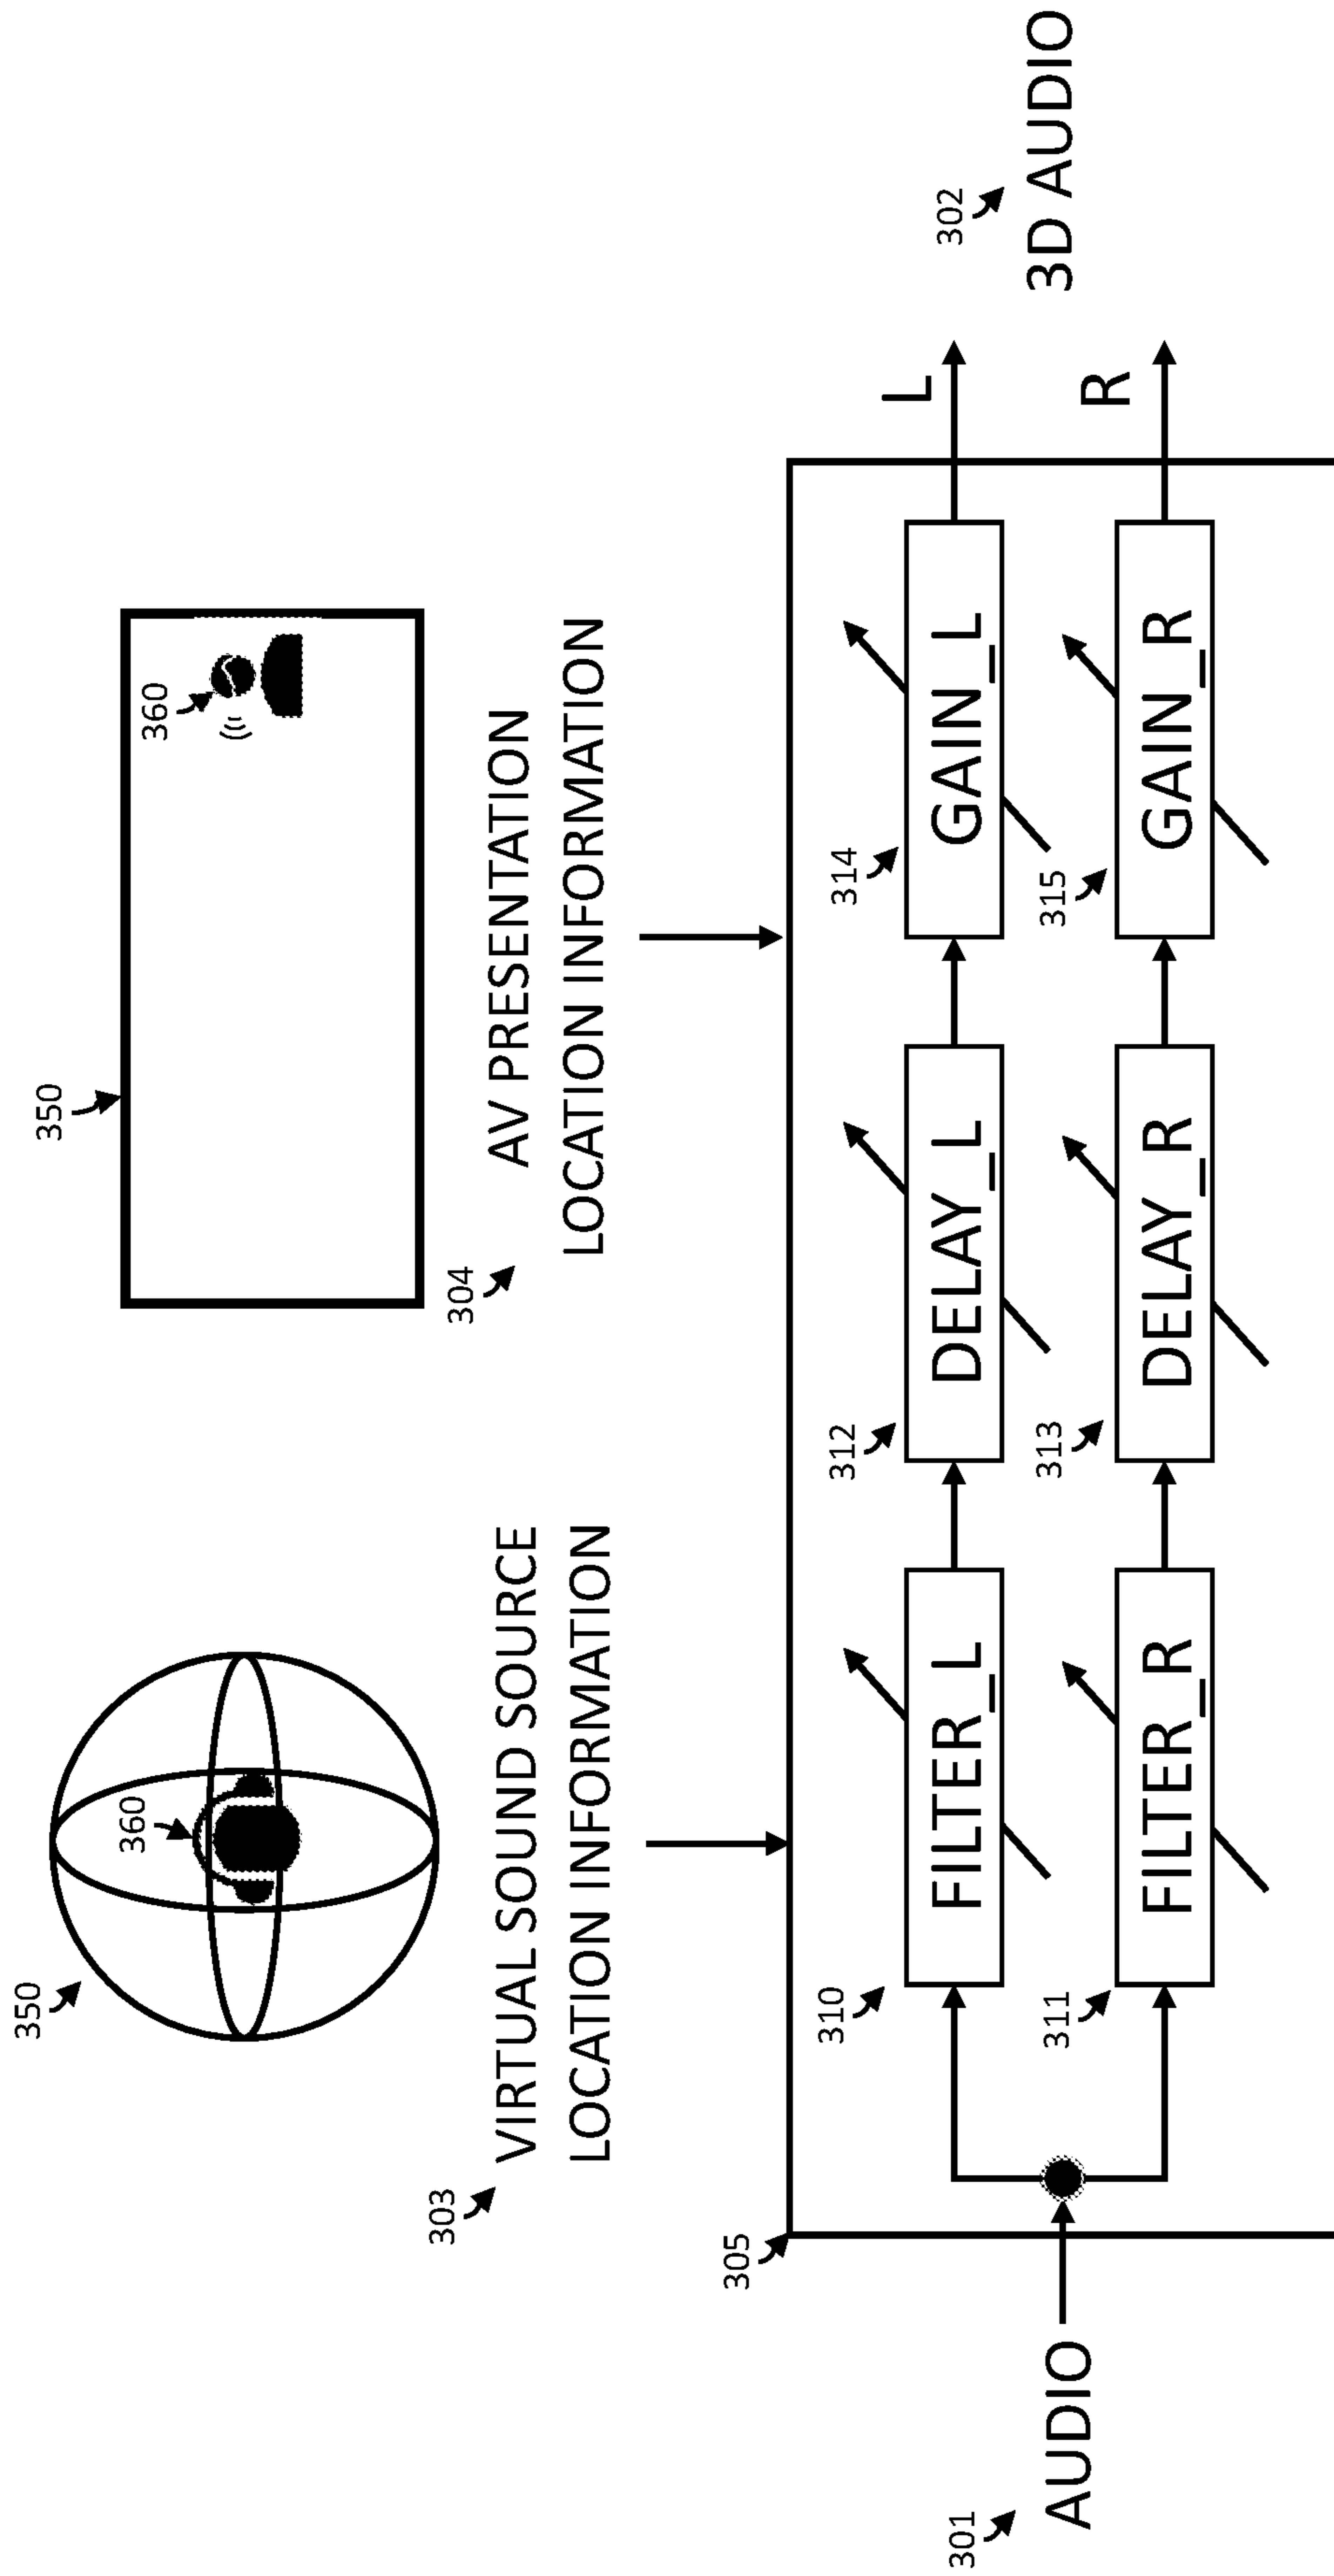 350
360
350
360
303
VIRTUAL SOUND SOURCE
LOCATION INFORMATION
304
AV PRESENTATION
LOCATION INFORMATION
305
301
AUDIO
310
FILTER_L
312
DELAY_L
314
GAIN_L
L
311
FILTER_R
313
DELAY_R
315
GAIN_R
R
302
3D AUDIO